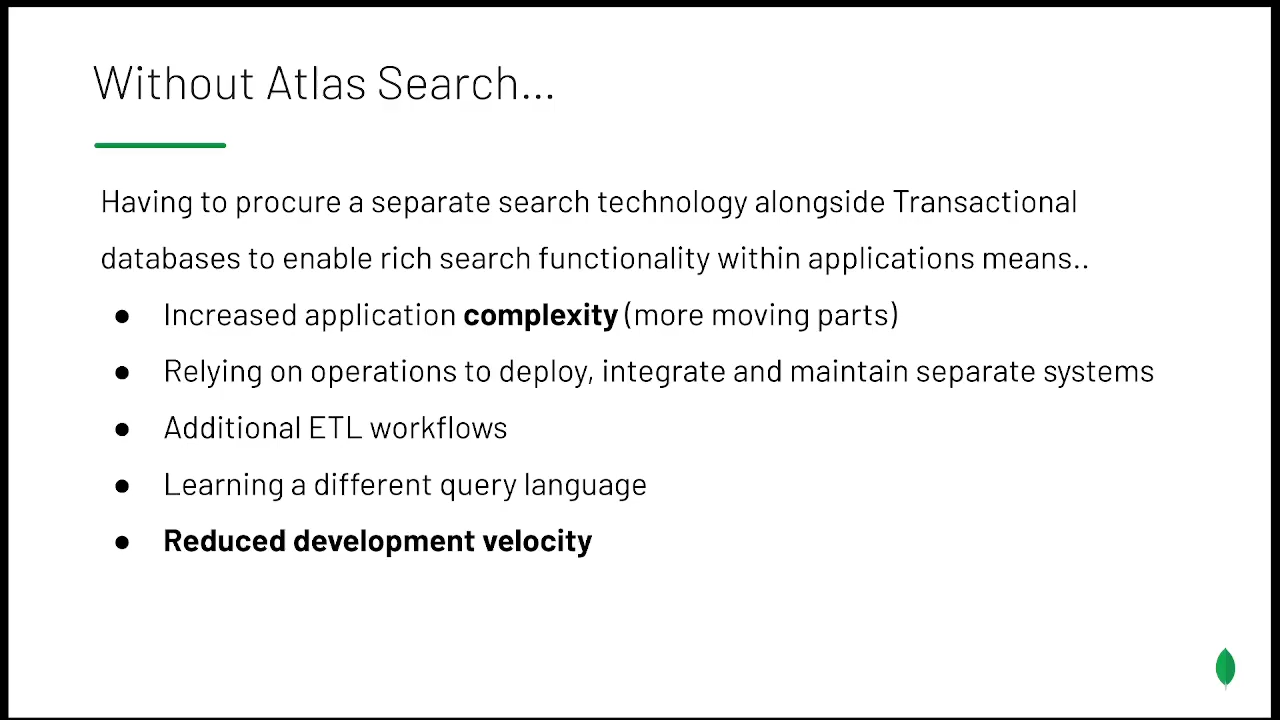 Without Atlas Search...
Having to procure a separate search technology alongside Transactional
databases to enable rich search functionality within applications means..
● Increased application complexity (more moving parts)
● Relying on operations to deploy, integrate and maintain separate systems
● Additional ETL workflows
● Learning a different query language
● Reduced development velocity